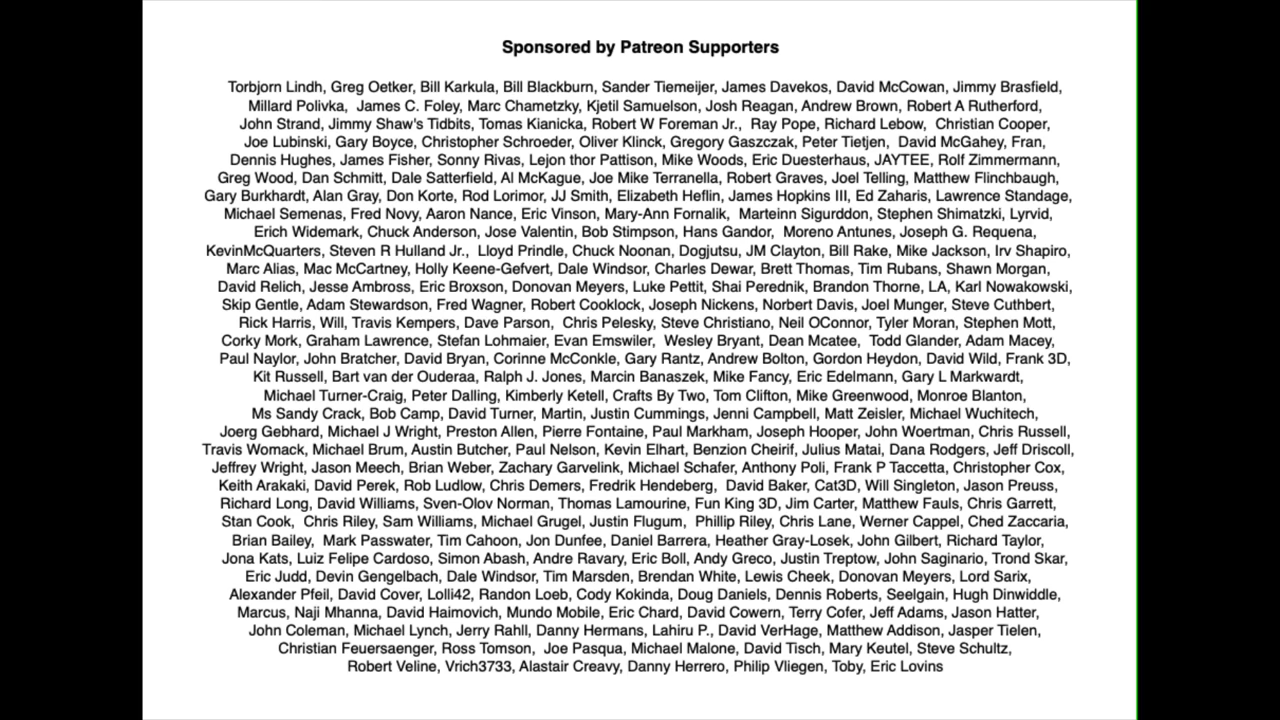 Sponsored by Patreon Supporters
Torbjorn Lindh, Greg Oetker, Bill Karkula, Bill Blackburn, Sander Tiemeijer, James Davekos, David McCowan, Jimmy Brasfield,
Millard Polivka, James C. Foley, Marc Chametzky, Kjetil Samuelson, Josh Reagan, Andrew Brown, Robert A Rutherford,
John Strand, Jimmy Shaw's Tidbits, Tomas Kianicka, Robert W Foreman Jr., Ray Pope, Richard Lebow, Christian Cooper,
Joe Lubinski, Gary Boyce, Christopher Schroeder, Oliver Klinck, Gregory Gaszczak, Peter Tietjen, David McGahey, Fran,
Dennis Hughes, James Fisher, Sonny Rivas, Lejon thor Pattison, Mike Woods, Eric Duesterhaus, JAYTEE, Rolf Zimmermann,
Greg Wood, Dan Schmitt, Dale Satterfield, Al McKague, Joe Mike Terranella, Robert Graves, Joel Telling, Matthew Flinchbaugh,
Gary Burkhardt, Alan Gray, Don Korte, Rod Lorimor, JJ Smith, Elizabeth Heflin, James Hopkins III, Ed Zaharis, Lawrence Standage,
Michael Semenas, Fred Novy, Aaron Nance, Eric Vinson, Mary-Ann Fornalik, Marteinn Sigurddon, Stephen Shimatzki, Lyrvid,
Erich Widemark, Chuck Anderson, Jose Valentin, Bob Stimpson, Hans Gandor, Moreno Antunes, Joseph G. Requena,
KevinMcQuarters, Steven R Hulland Jr., Lloyd Prindle, Chuck Noonan, Dogjutsu, JM Clayton, Bill Rake, Mike Jackson, Irv Shapiro,
Marc Alias, Mac McCartney, Holly Keene-Gefvert, Dale Windsor, Charles Dewar, Brett Thomas, Tim Rubans, Shawn Morgan,
David Relich, Jesse Ambross, Eric Broxson, Donovan Meyers, Luke Pettit, Shai Perednik, Brandon Thorne, LA, Karl Nowakowski,
Skip Gentle, Adam Stewardson, Fred Wagner, Robert Cooklock, Joseph Nickens, Norbert Davis, Joel Munger, Steve Cuthbert,
Rick Harris, Will, Travis Kempers, Dave Parson, Chris Pelesky, Steve Christiano, Neil OConnor, Tyler Moran, Stephen Mott,
Corky Mork, Graham Lawrence, Stefan Lohmaier, Evan Emswiler, Wesley Bryant, Dean Mcatee, Todd Glander, Adam Macey,
Paul Naylor, John Bratcher, David Bryan, Corinne McConkle, Gary Rantz, Andrew Bolton, Gordon Heydon, David Wild, Frank 3D,
Kit Russell, Bart van der Ouderaa, Ralph J. Jones, Marcin Banaszek, Mike Fancy, Eric Edelmann, Gary L Markwardt,
Michael Turner-Craig, Peter Dalling, Kimberly Ketell, Crafts By Two, Tom Clifton, Mike Greenwood, Monroe Blanton,
Ms Sandy Crack, Bob Camp, David Turner, Martin, Justin Cummings, Jenni Campbell, Matt Zeisler, Michael Wuchitech,
Joerg Gebhard, Michael J Wright, Preston Allen, Pierre Fontaine, Paul Markham, Joseph Hooper, John Woertman, Chris Russell,
Travis Womack, Michael Brum, Austin Butcher, Paul Nelson, Kevin Elhart, Benzion Cheirif, Julius Matai, Dana Rodgers, Jeff Driscoll,
Jeffrey Wright, Jason Meech, Brian Weber, Zachary Garvelink, Michael Schafer, Anthony Poli, Frank P Taccetta, Christopher Cox,
Keith Arakaki, David Perek, Rob Ludlow, Chris Demers, Fredrik Hendeberg, David Baker, Cat3D, Will Singleton, Jason Preuss,
Richard Long, David Williams, Sven-Olov Norman, Thomas Lamourine, Fun King 3D, Jim Carter, Matthew Fauls, Chris Garrett,
Stan Cook, Chris Riley, Sam Williams, Michael Grugel, Justin Flugum, Phillip Riley, Chris Lane, Werner Cappel, Ched Zaccaria,
Brian Bailey, Mark Passwater, Tim Cahoon, Jon Dunfee, Daniel Barrera, Heather Gray-Losek, John Gilbert, Richard Taylor,
Jona Kats, Luiz Felipe Cardoso, Simon Abash, Andre Ravary, Eric Boll, Andy Greco, Justin Treptow, John Saginario, Trond Skar,
Eric Judd, Devin Gengelbach, Dale Windsor, Tim Marsden, Brendan White, Lewis Cheek, Donovan Meyers, Lord Sarix,
Alexander Pfeil, David Cover, Lolli42, Randon Loeb, Cody Kokinda, Doug Daniels, Dennis Roberts, Seelgain, Hugh Dinwiddle,
Marcus, Naji Mhanna, David Haimovich, Mundo Mobile, Eric Chard, David Cowern, Terry Cofer, Jeff Adams, Jason Hatter,
John Coleman, Michael Lynch, Jerry Rahll, Danny Hermans, Lahiru P., David VerHage, Matthew Addison, Jasper Tielen,
Christian Feuersaenger, Ross Tomson, Joe Pasqua, Michael Malone, David Tisch, Mary Keutel, Steve Schultz,
Robert Veline, Vrich3733, Alastair Creavy, Danny Herrero, Philip Vliegen, Toby, Eric Lovins